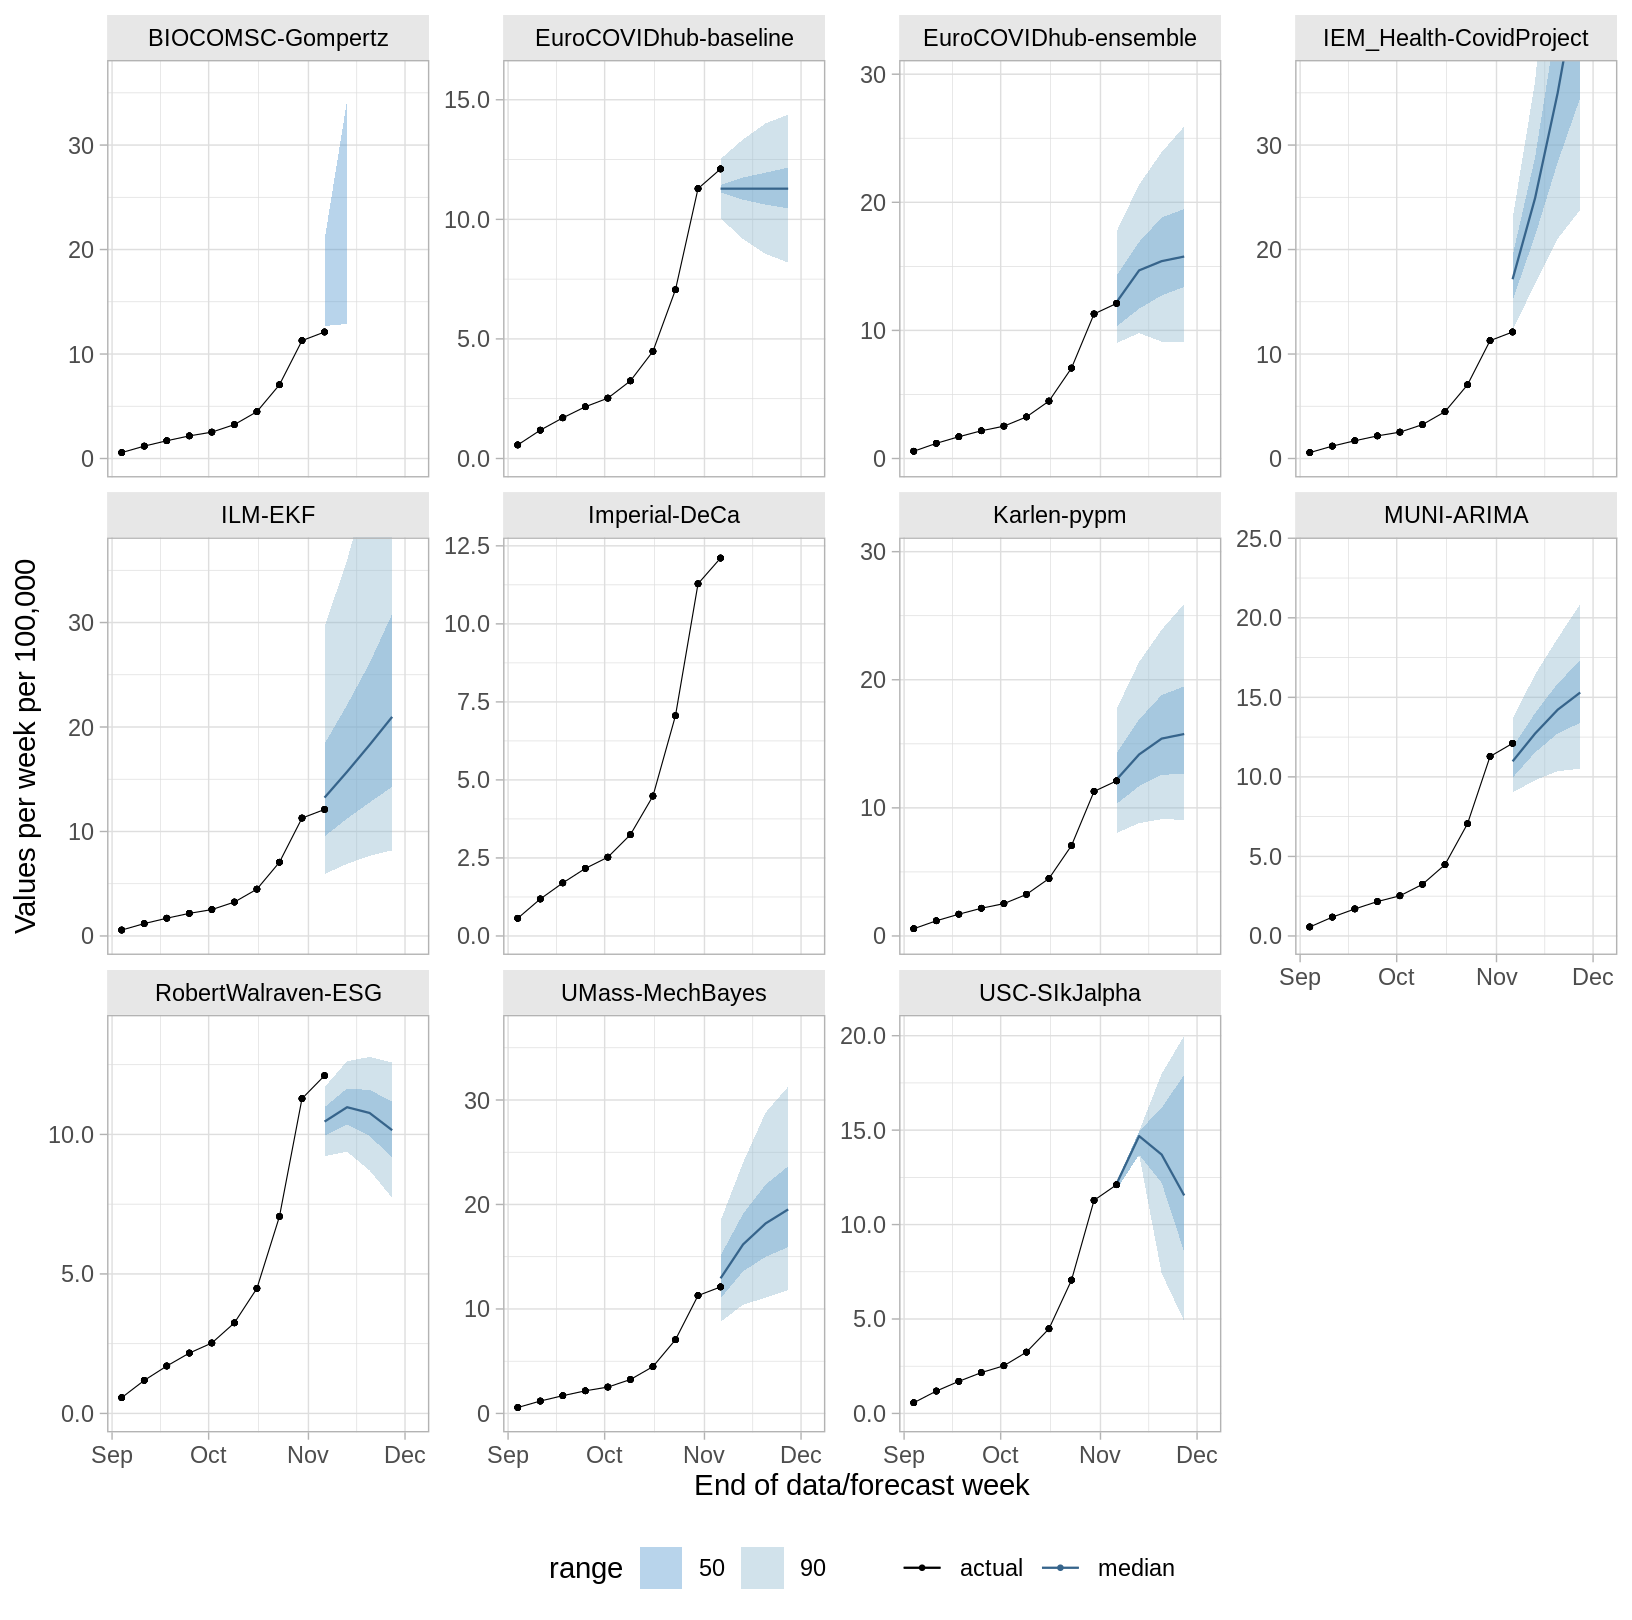 BIOCOMSC-Gompertz
EuroCOVIDhub-baseline
EuroCOVIDhub-ensemble
IEM_Health-CovidProject
30
20
10
0
15.0
10.0
5.0
0.0
30
20
10
0
30
20
10
0
ILM-EKF
Imperial-DeCa
Karlen-pypm
MUNI-ARIMA
30
20
10
0
12.5
10.0
7.5
5.0
2.5
0.0
30
20
10
0
25.0
20.0
15.0
10.0
5.0
0.0
Sep Oct Nov Dec
Values per week per 100,000
RobertWalraven-ESG
UMass-MechBayes
USC-SIkJalpha
10.0
5.0
0.0
30
20
10
0
20.0
15.0
10.0
5.0
0.0
Sep Oct Nov Dec
Sep Oct Nov Dec
Sep Oct Nov Dec
End of data/forecast week
range 50 90 actual median